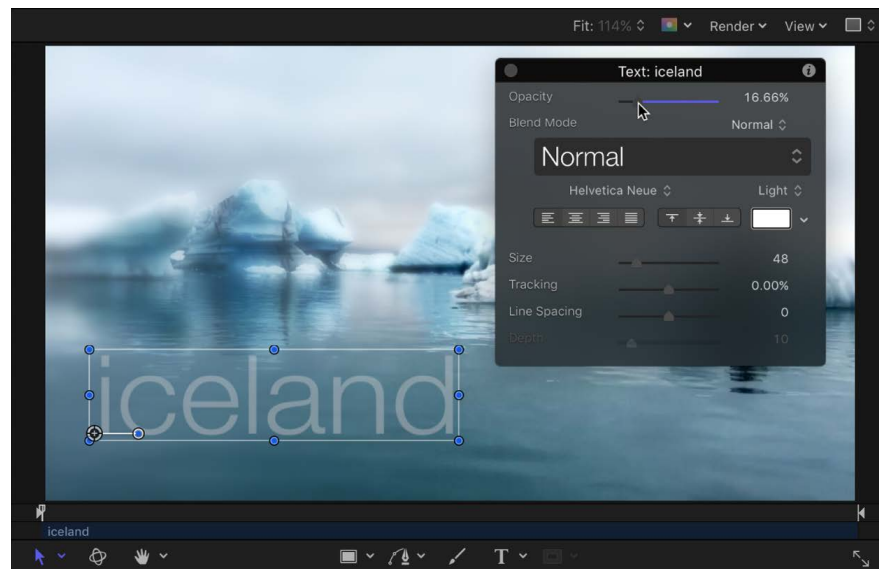 Fit: 114% Render View
Text: iceland
Opacity 16.66%
Blend Mode Normal
Normal
Helvetica Neue Light
Size 48
Tracking 0.00%
Line Spacing 0
Depth 10
iceland
iceland
T